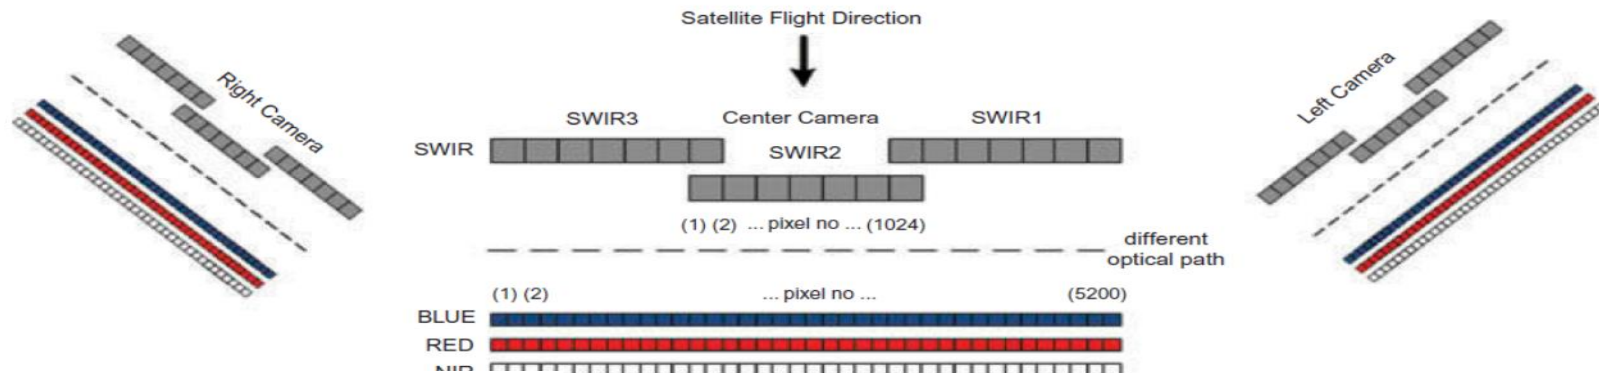 Satellite Flight Direction
Right Camera
Left Camera
SWIR3
Center Camera
SWIR1
SWIR
SWIR2
(1) (2) ... pixel no ... (1024)
different
optical path
(1) (2) ... pixel no ... (5200)
BLUE
RED
NIR